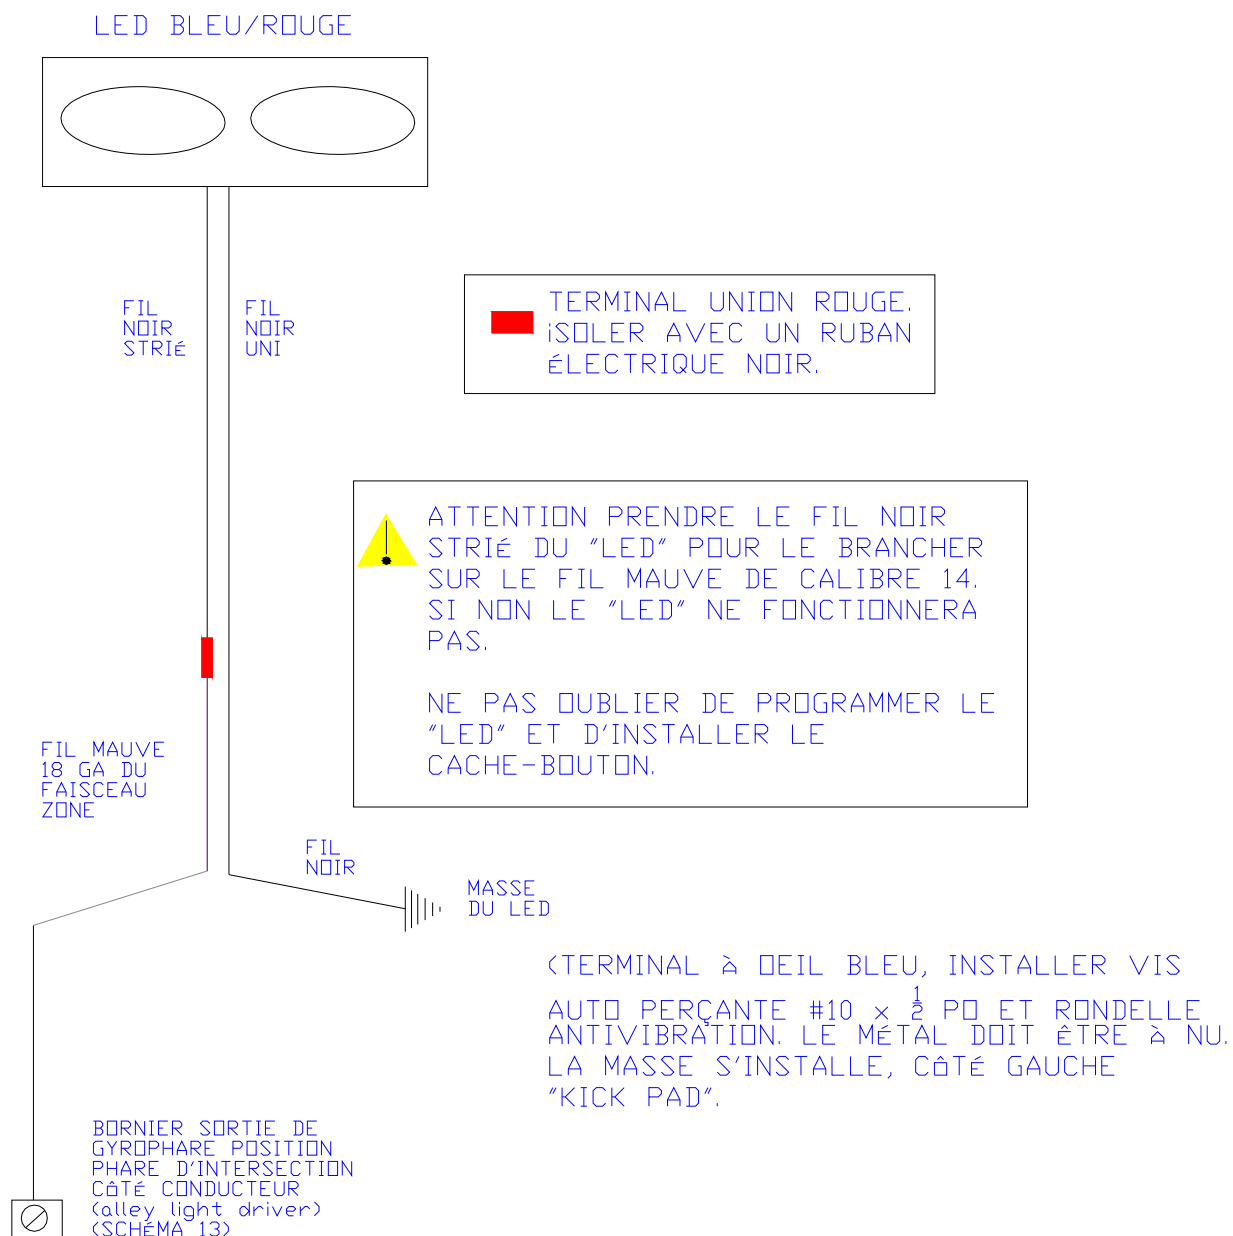 LED BLEU/ROUGE
FIL
NOIR
STRIÉ
FIL
NOIR
UNI
TERMINAL UNION ROUGE.
ISOLER AVEC UN RUBAN
ÉLECTRIQUE NOIR.
ATTENTION PRENDRE LE FIL NOIR
STRIÉ DU "LED" POUR LE BRANCHER
SUR LE FIL MAUVE DE CALIBRE 14.
SI NON LE "LED" NE FONCTIONNERA
PAS.
NE PAS OUBLIER DE PROGRAMMER LE
"LED" ET D'INSTALLER LE
CACHE-BOUTON.
FIL MAUVE
18 GA DU
FAISCEAU
ZONE
FIL
NOIR
MASSE
DU LED
(TERMINAL À OEIL BLEU, INSTALLER VIS
AUTO PERÇANTE #10 x 1/2 PO ET RONDELLE
ANTIVIBRATION. LE MÉTAL DOIT ÊTRE À NU.
LA MASSE S'INSTALLE, CÔTÉ GAUCHE
"KICK PAD".
BORNIER SORTIE DE
GYROPHARE POSITION
PHARE D'INTERSECTION
CÔTÉ CONDUCTEUR
(alley light driver)
(SCHÉMA 13)